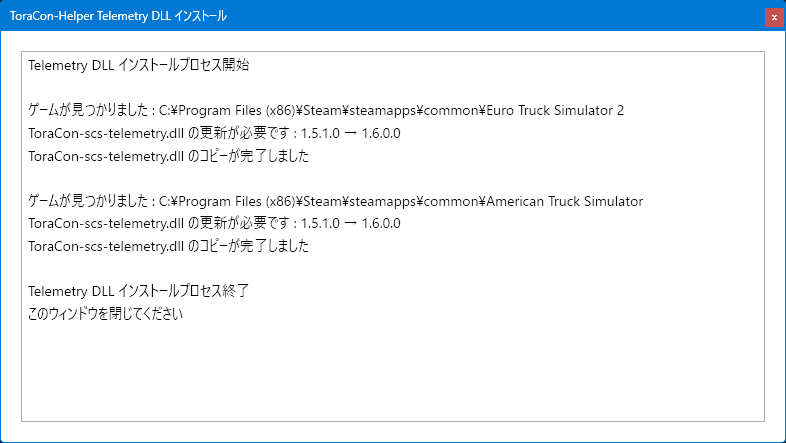 ToraCon-Helper Telemetry DLL インストール
x
Telemetry DLL インストールプロセス開始
ゲームが見つかりました : C:¥Program Files (x86)¥Steam¥steamapps¥common¥Euro Truck Simulator 2
ToraCon-scs-telemetry.dll の更新が必要です : 1.5.1.0 → 1.6.0.0
ToraCon-scs-telemetry.dll のコピーが完了しました
ゲームが見つかりました : C:¥Program Files (x86)¥Steam¥steamapps¥common¥American Truck Simulator
ToraCon-scs-telemetry.dll の更新が必要です : 1.5.1.0 → 1.6.0.0
ToraCon-scs-telemetry.dll のコピーが完了しました
Telemetry DLL インストールプロセス終了
このウィンドウを閉じてください